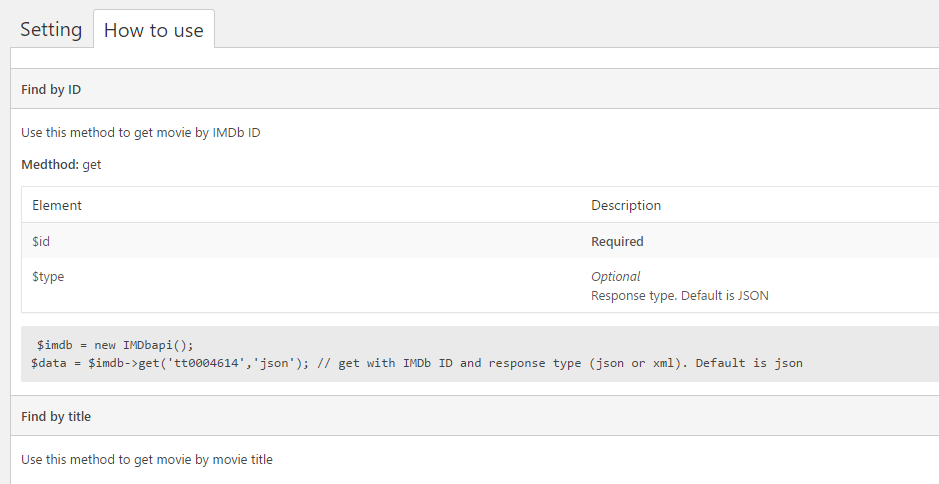 Setting How to use
Find by ID
Use this method to get movie by IMDb ID
Medthod: get
Element Description
$id Required
$type Optional
Response type. Default is JSON
$imdb = new IMDbapi();
$data = $imdb->get('tt0004614','json'); // get with IMDb ID and response type (json or xml). Default is json
Find by title
Use this method to get movie by movie title